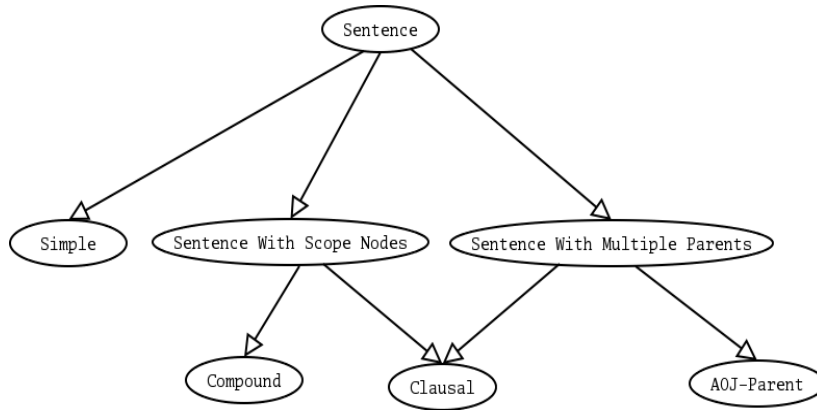 Sentence
Simple
Sentence With Scope Nodes
Sentence With Multiple Parents
Compound
Clausal
AOJ-Parent